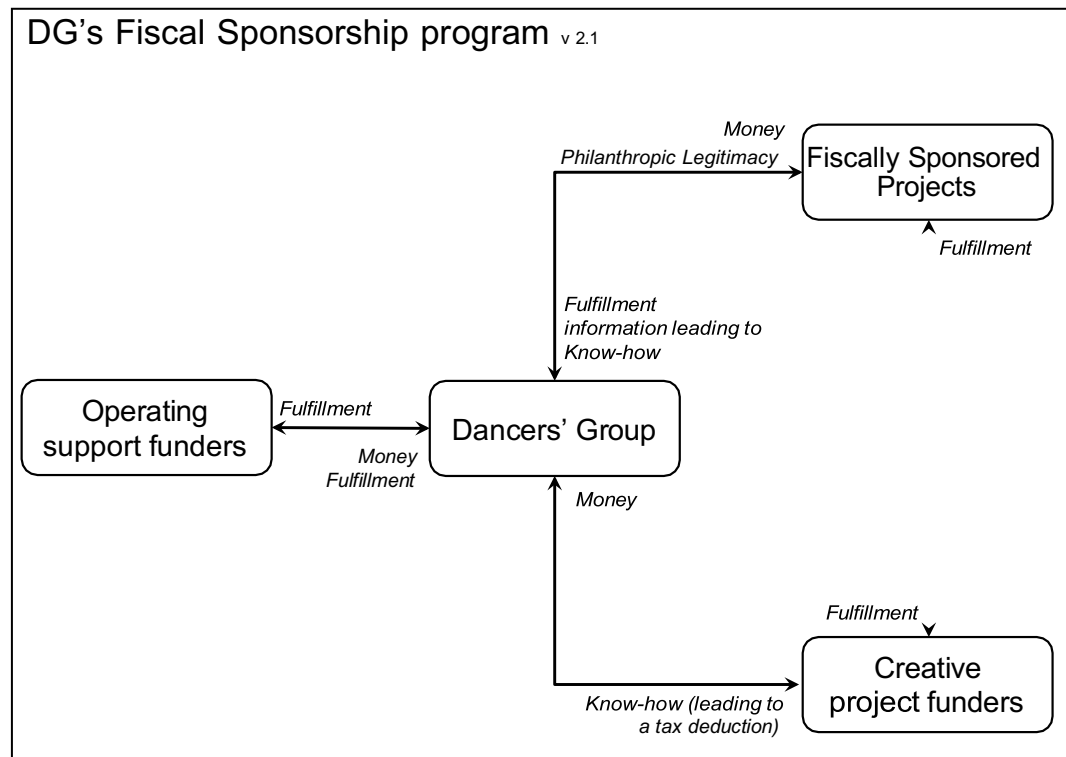 DG's Fiscal Sponsorship program v 2.1
Money
Philanthropic Legitimacy
Fiscally Sponsored
Projects
Fulfillment
Fulfillment
information leading to
Know-how
Operating
support funders
Fulfillment
Money
Fulfillment
Dancers' Group
Money
Fulfillment
Creative
project funders
Know-how (leading to
a tax deduction)